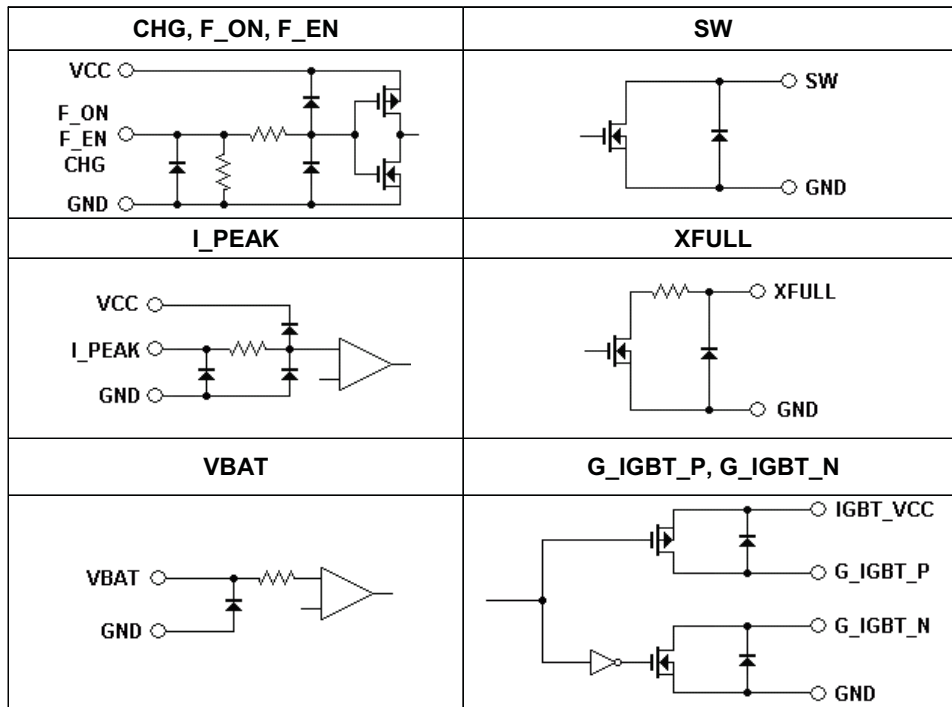 CHG, F_ON, F_EN
SW
VCC
F_ON
F_EN
CHG
GND
SW
GND
I_PEAK
XFULL
VCC
I_PEAK
GND
XFULL
GND
VBAT
G_IGBT_P, G_IGBT_N
VBAT
GND
IGBT_VCC
G_IGBT_P
G_IGBT_N
GND